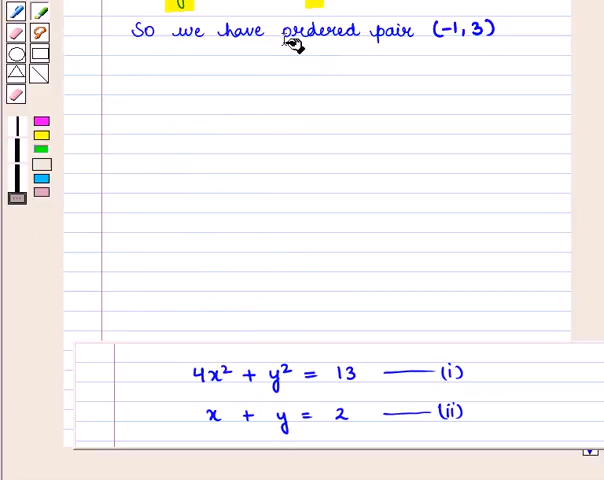 y
So we have ordered pair (-1, 3)
4x² + y² = 13 —— (i)
x + y = 2 —— (ii)